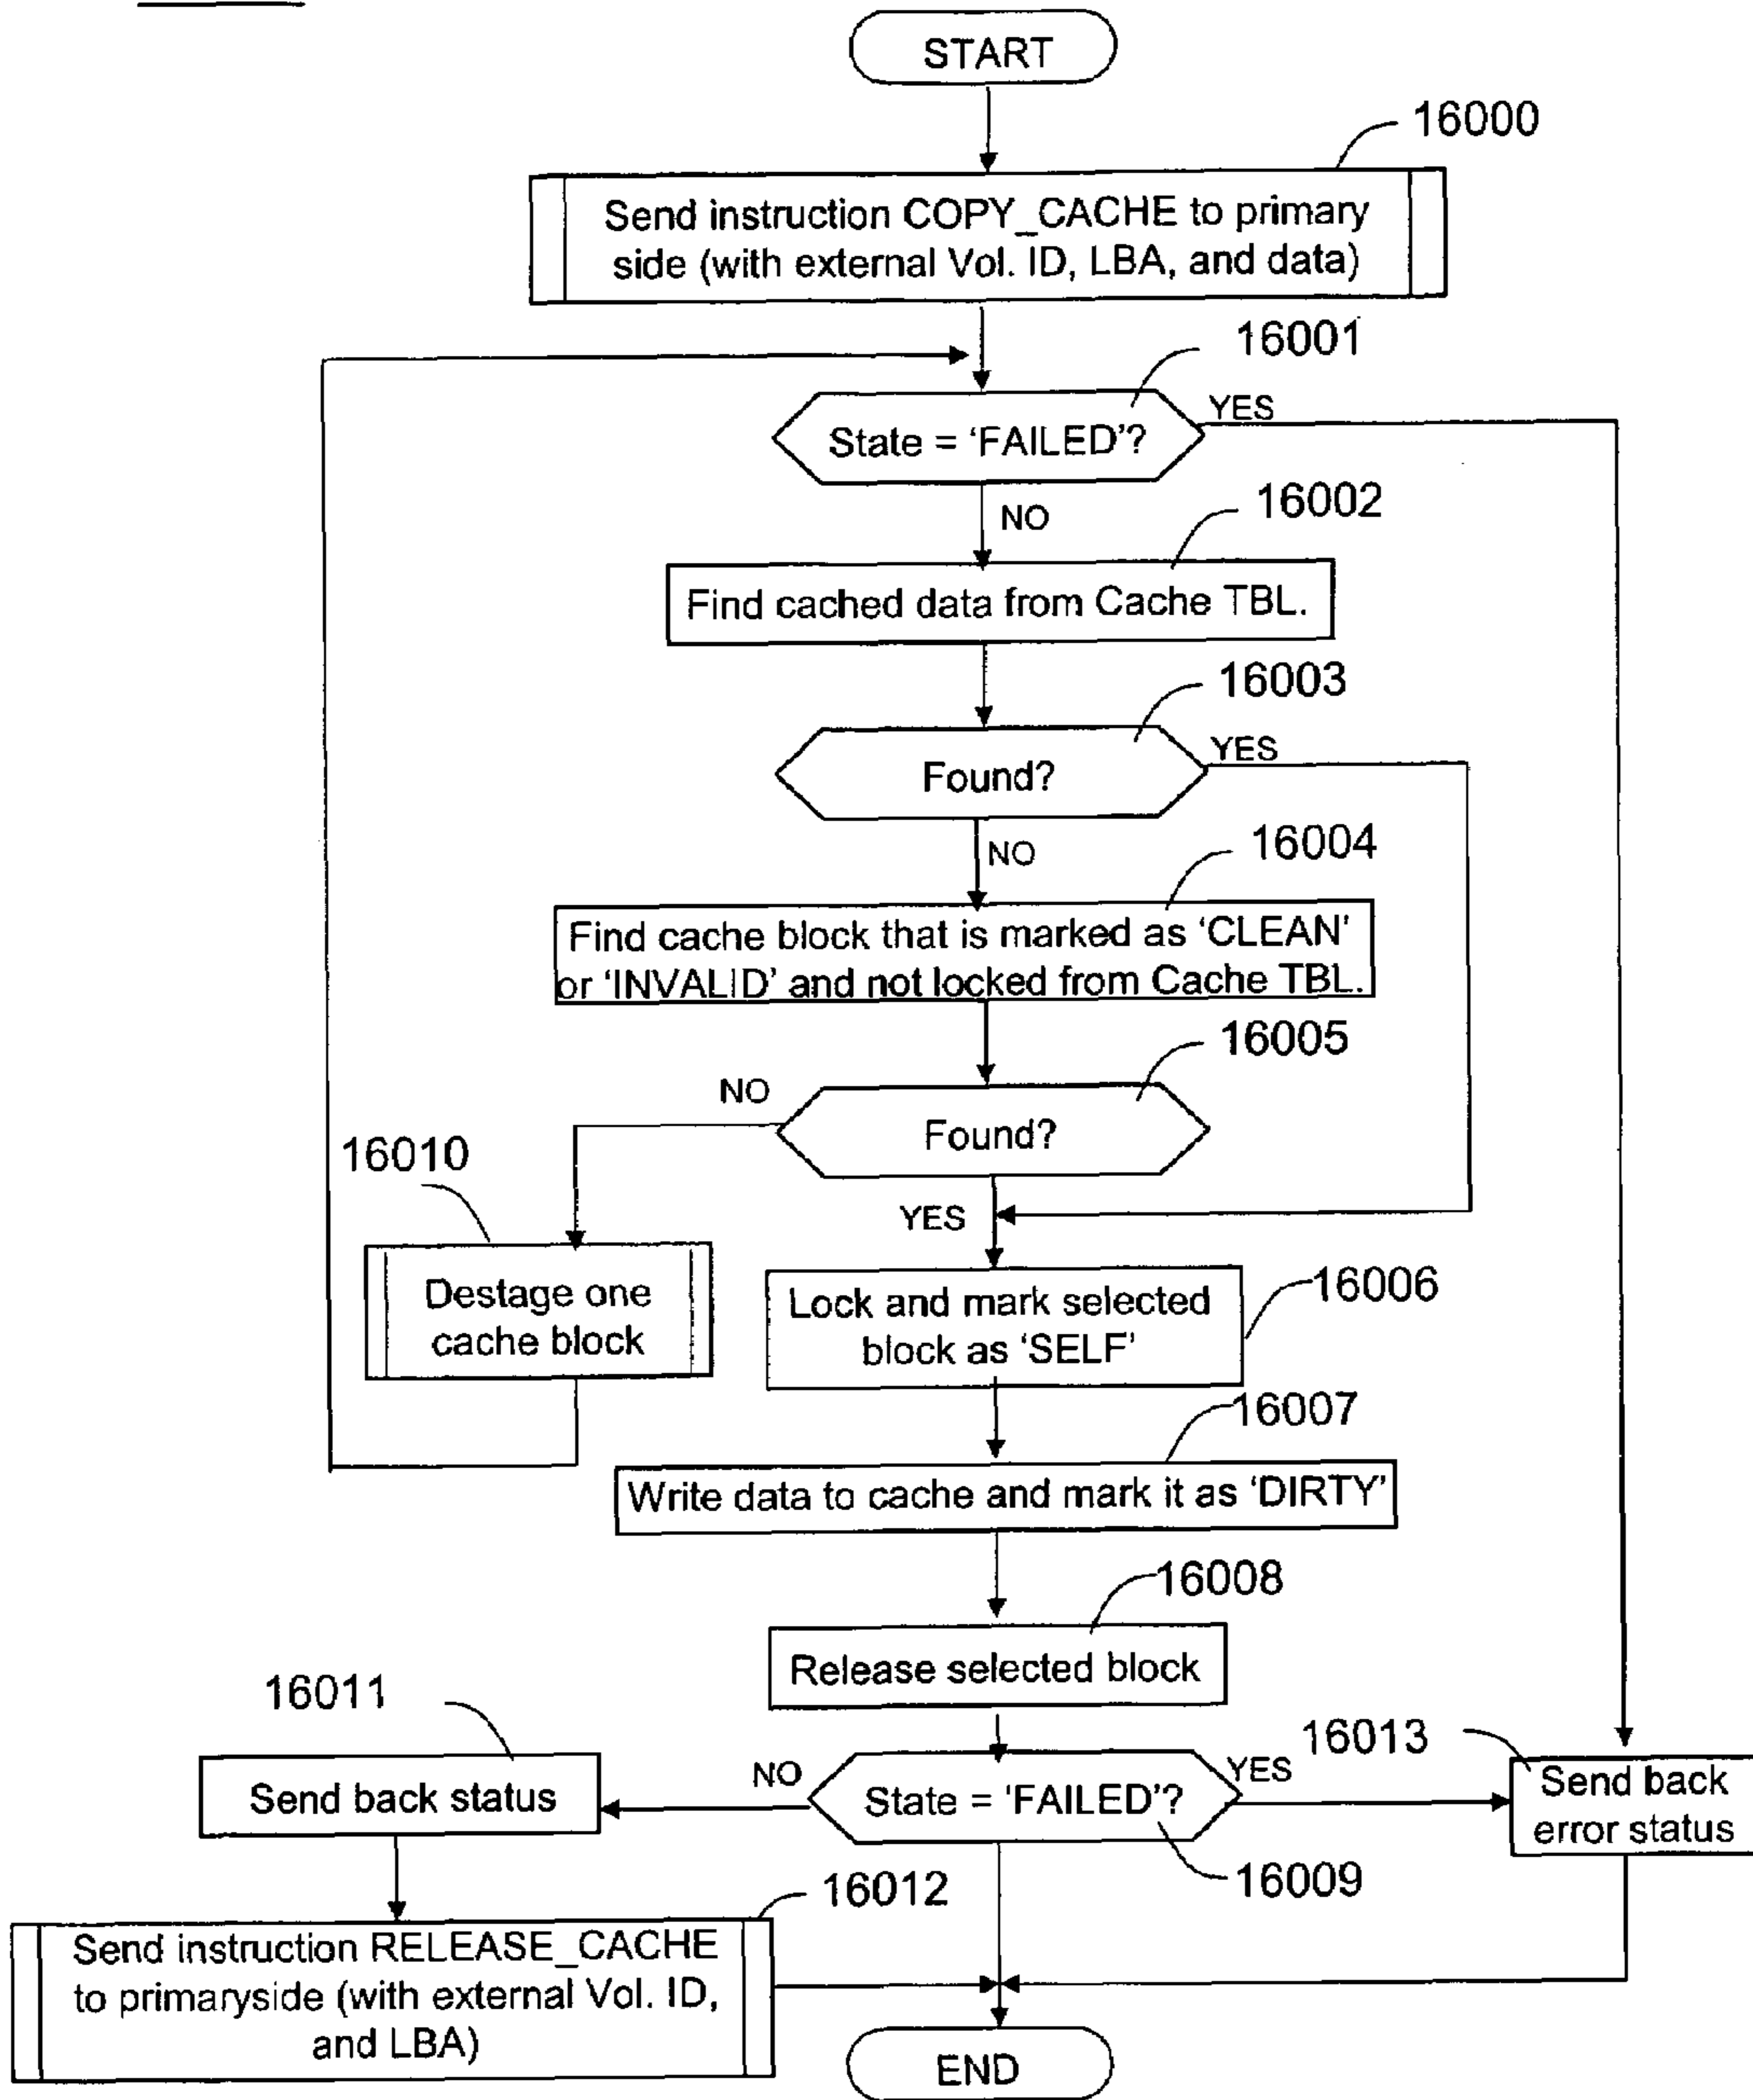 START
16000
Send instruction COPY_CACHE to primary
side (with external Vol. ID, LBA, and data)
16001
State = ‘FAILED’?
YES
NO
16002
Find cached data from Cache TBL.
16003
Found?
YES
NO
16004
Find cache block that is marked as ‘CLEAN’
or ‘INVALID’ and not locked from Cache TBL.
16005
Found?
NO
YES
16010
Destage one
cache block
16006
Lock and mark selected
block as ‘SELF’
16007
Write data to cache and mark it as ‘DIRTY’
16008
Release selected block
16009
State = ‘FAILED’?
NO
YES
16011
Send back status
16013
Send back
error status
16012
Send instruction RELEASE_CACHE
to primaryside (with external Vol. ID,
and LBA)
END